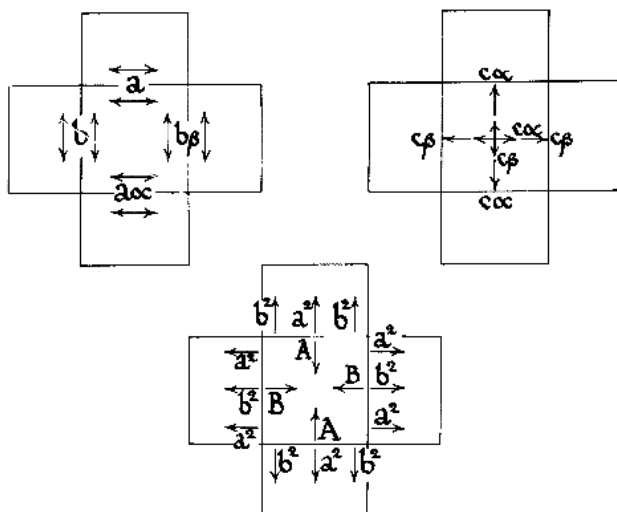 a
b bβ
aα
cα
cβ cα cβ
cβ
cα
b² a² b²
A
a² a²
b² B B b²
a² A a²
b² a² b²